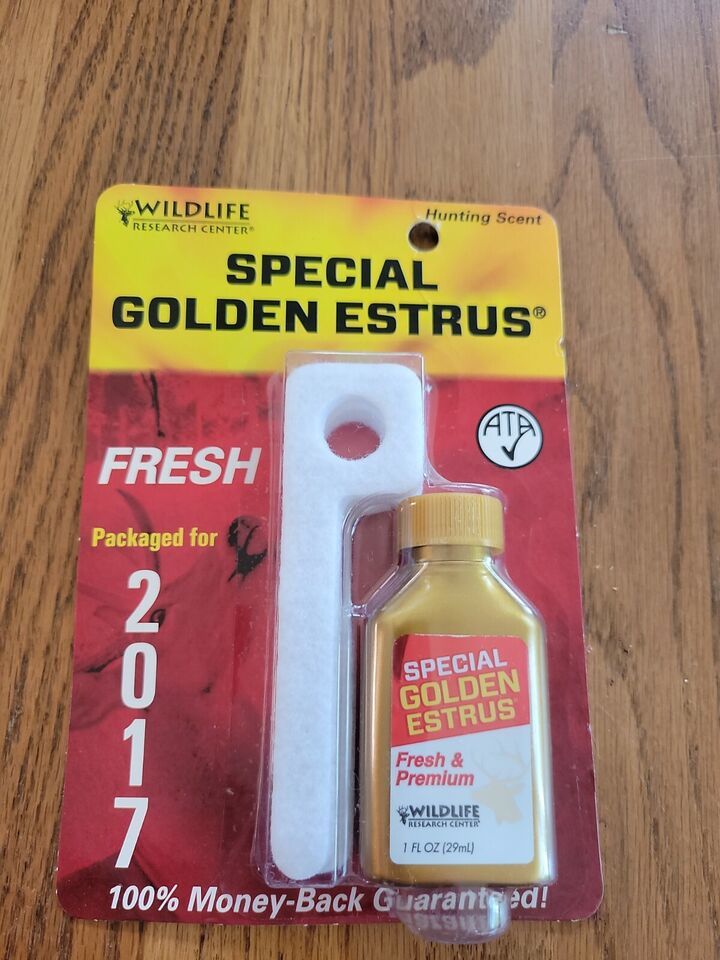 WILDLIFE
RESEARCH CENTER®
Hunting Scent
SPECIAL
GOLDEN ESTRUS®
ATA
FRESH
Packaged for
2
0
1
7
SPECIAL
GOLDEN
ESTRUS
Fresh &
Premium
WILDLIFE
RESEARCH CENTER
1 FL OZ (29mL)
100% Money-Back Guaranteed!